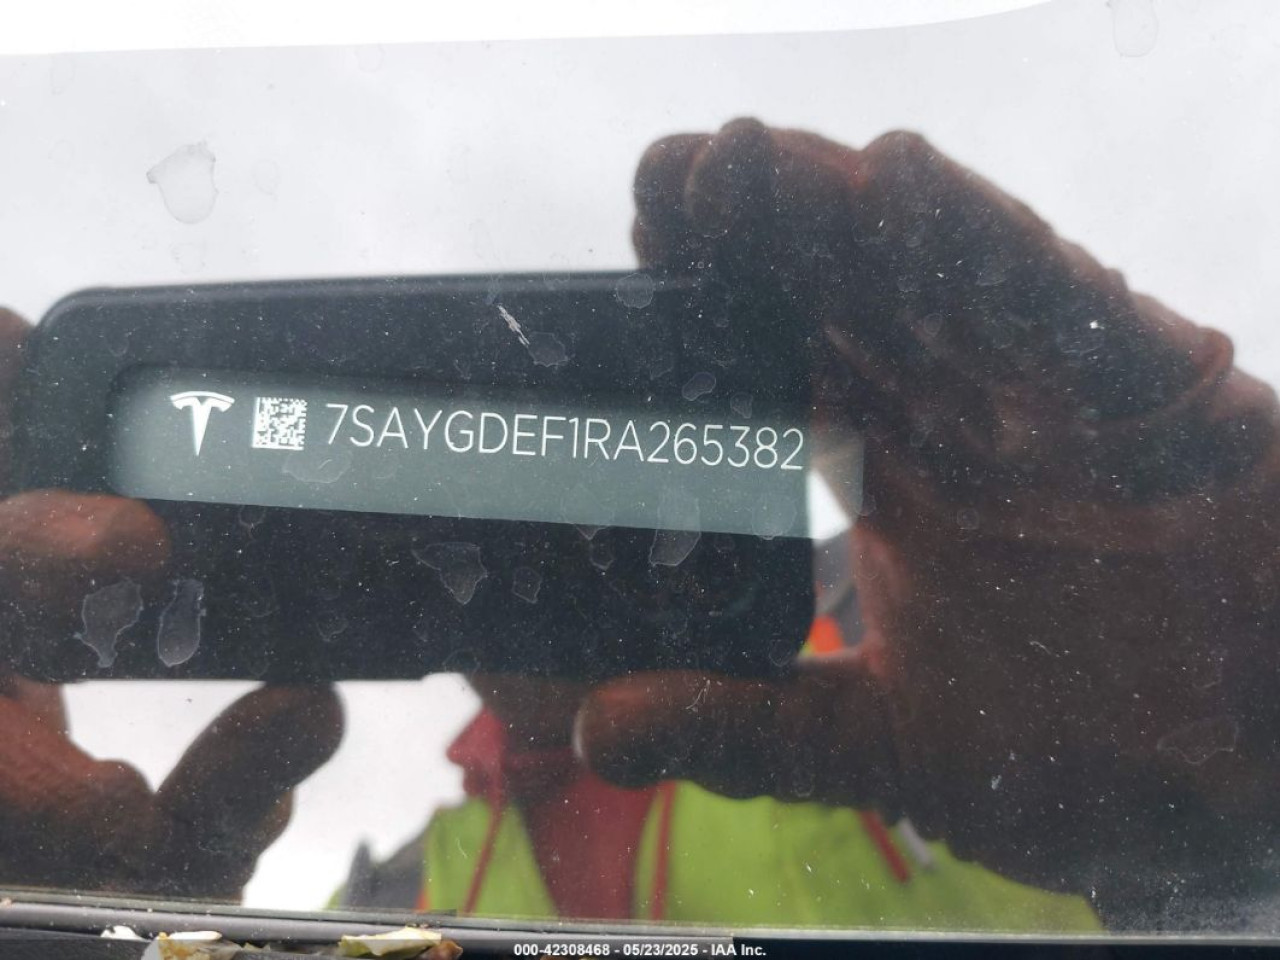 7SAYGDEF1RA265382
000-42308468 - 05/23/2025 - IAA Inc.